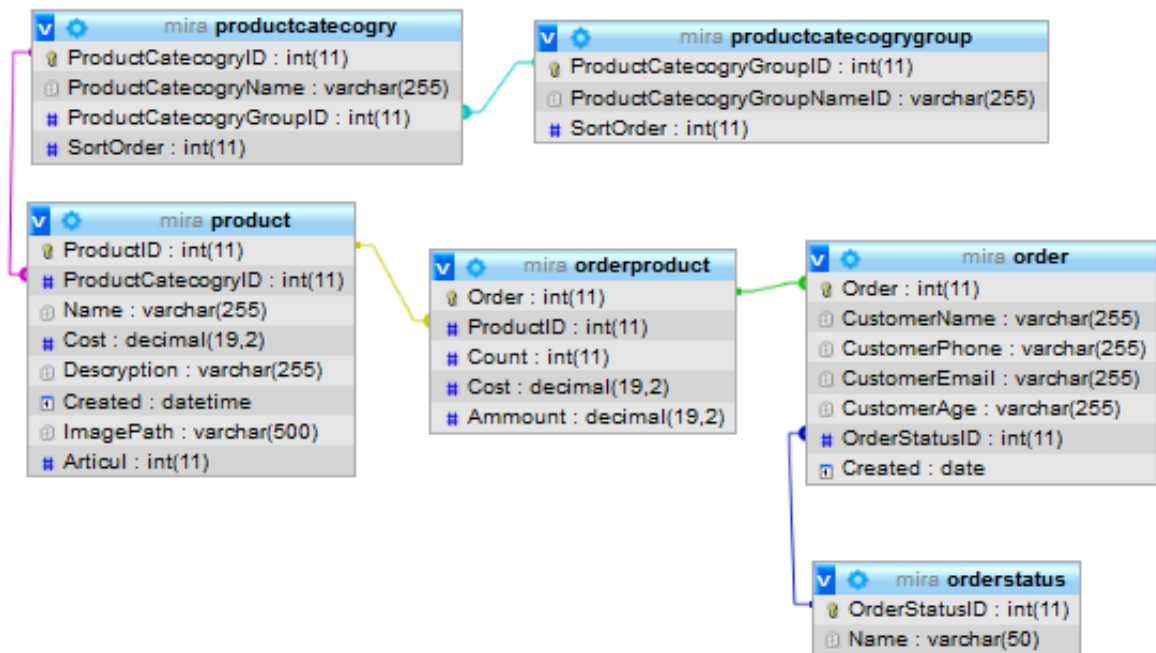 mira productcatecogry
ProductCatecogryID : int(11)
ProductCatecogryName : varchar(255)
ProductCatecogryGroupID : int(11)
SortOrder : int(11)
mira productcatecogrygroup
ProductCatecogryGroupID : int(11)
ProductCatecogryGroupNameID : varchar(255)
SortOrder : int(11)
mira product
ProductID : int(11)
ProductCatecogryID : int(11)
Name : varchar(255)
Cost : decimal(19,2)
Descryption : varchar(255)
Created : datetime
ImagePath : varchar(500)
Articul : int(11)
mira orderproduct
Order : int(11)
ProductID : int(11)
Count : int(11)
Cost : decimal(19,2)
Ammount : decimal(19,2)
mira order
Order : int(11)
CustomerName : varchar(255)
CustomerPhone : varchar(255)
CustomerEmail : varchar(255)
CustomerAge : varchar(255)
OrderStatusID : int(11)
Created : date
mira orderstatus
OrderStatusID : int(11)
Name : varchar(50)